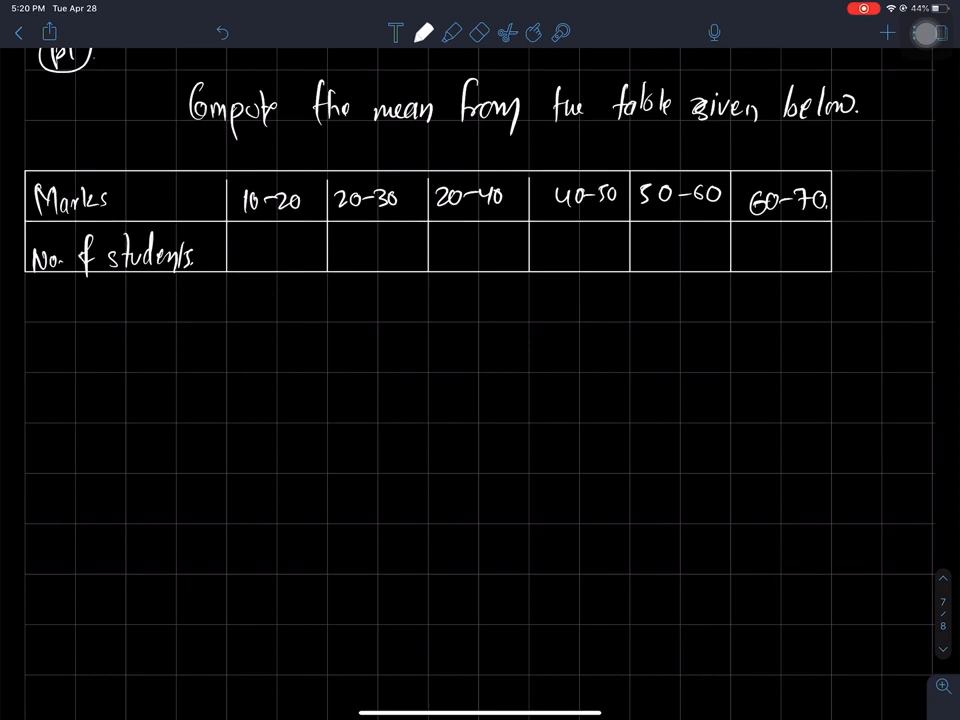 5:20 PM Tue Apr 28 44%
T
Compute the mean from the table given below.
Marks 10-20 20-30 20-40 40-50 50-60 60-70
No. of students.
7
8